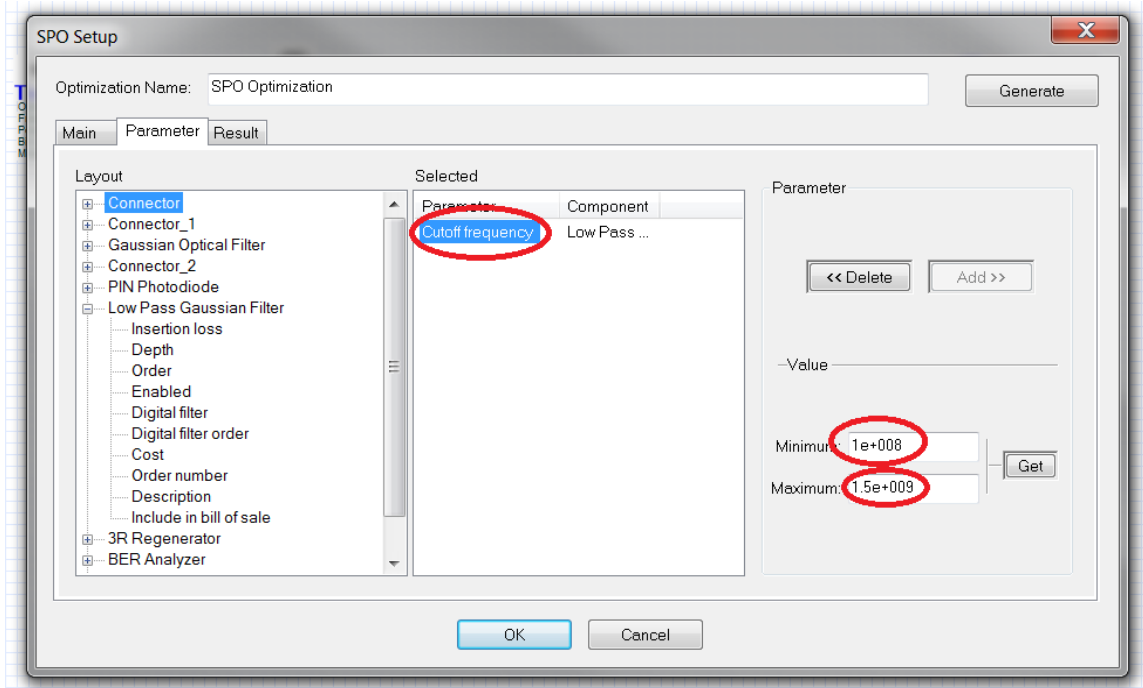 SPO Setup
X
Optimization Name: SPO Optimization
Generate
Main Parameter Result
Layout
Connector
Connector_1
Gaussian Optical Filter
Connector_2
PIN Photodiode
Low Pass Gaussian Filter
Insertion loss
Depth
Order
Enabled
Digital filter
Digital filter order
Cost
Order number
Description
Include in bill of sale
3R Regenerator
BER Analyzer
Selected
Parameter Component
Cutoff frequency Low Pass ...
Parameter
<< Delete Add >>
Value
Minimum: 1e+008
Maximum: 1.5e+009
Get
OK Cancel
T
O
F
P
B
M